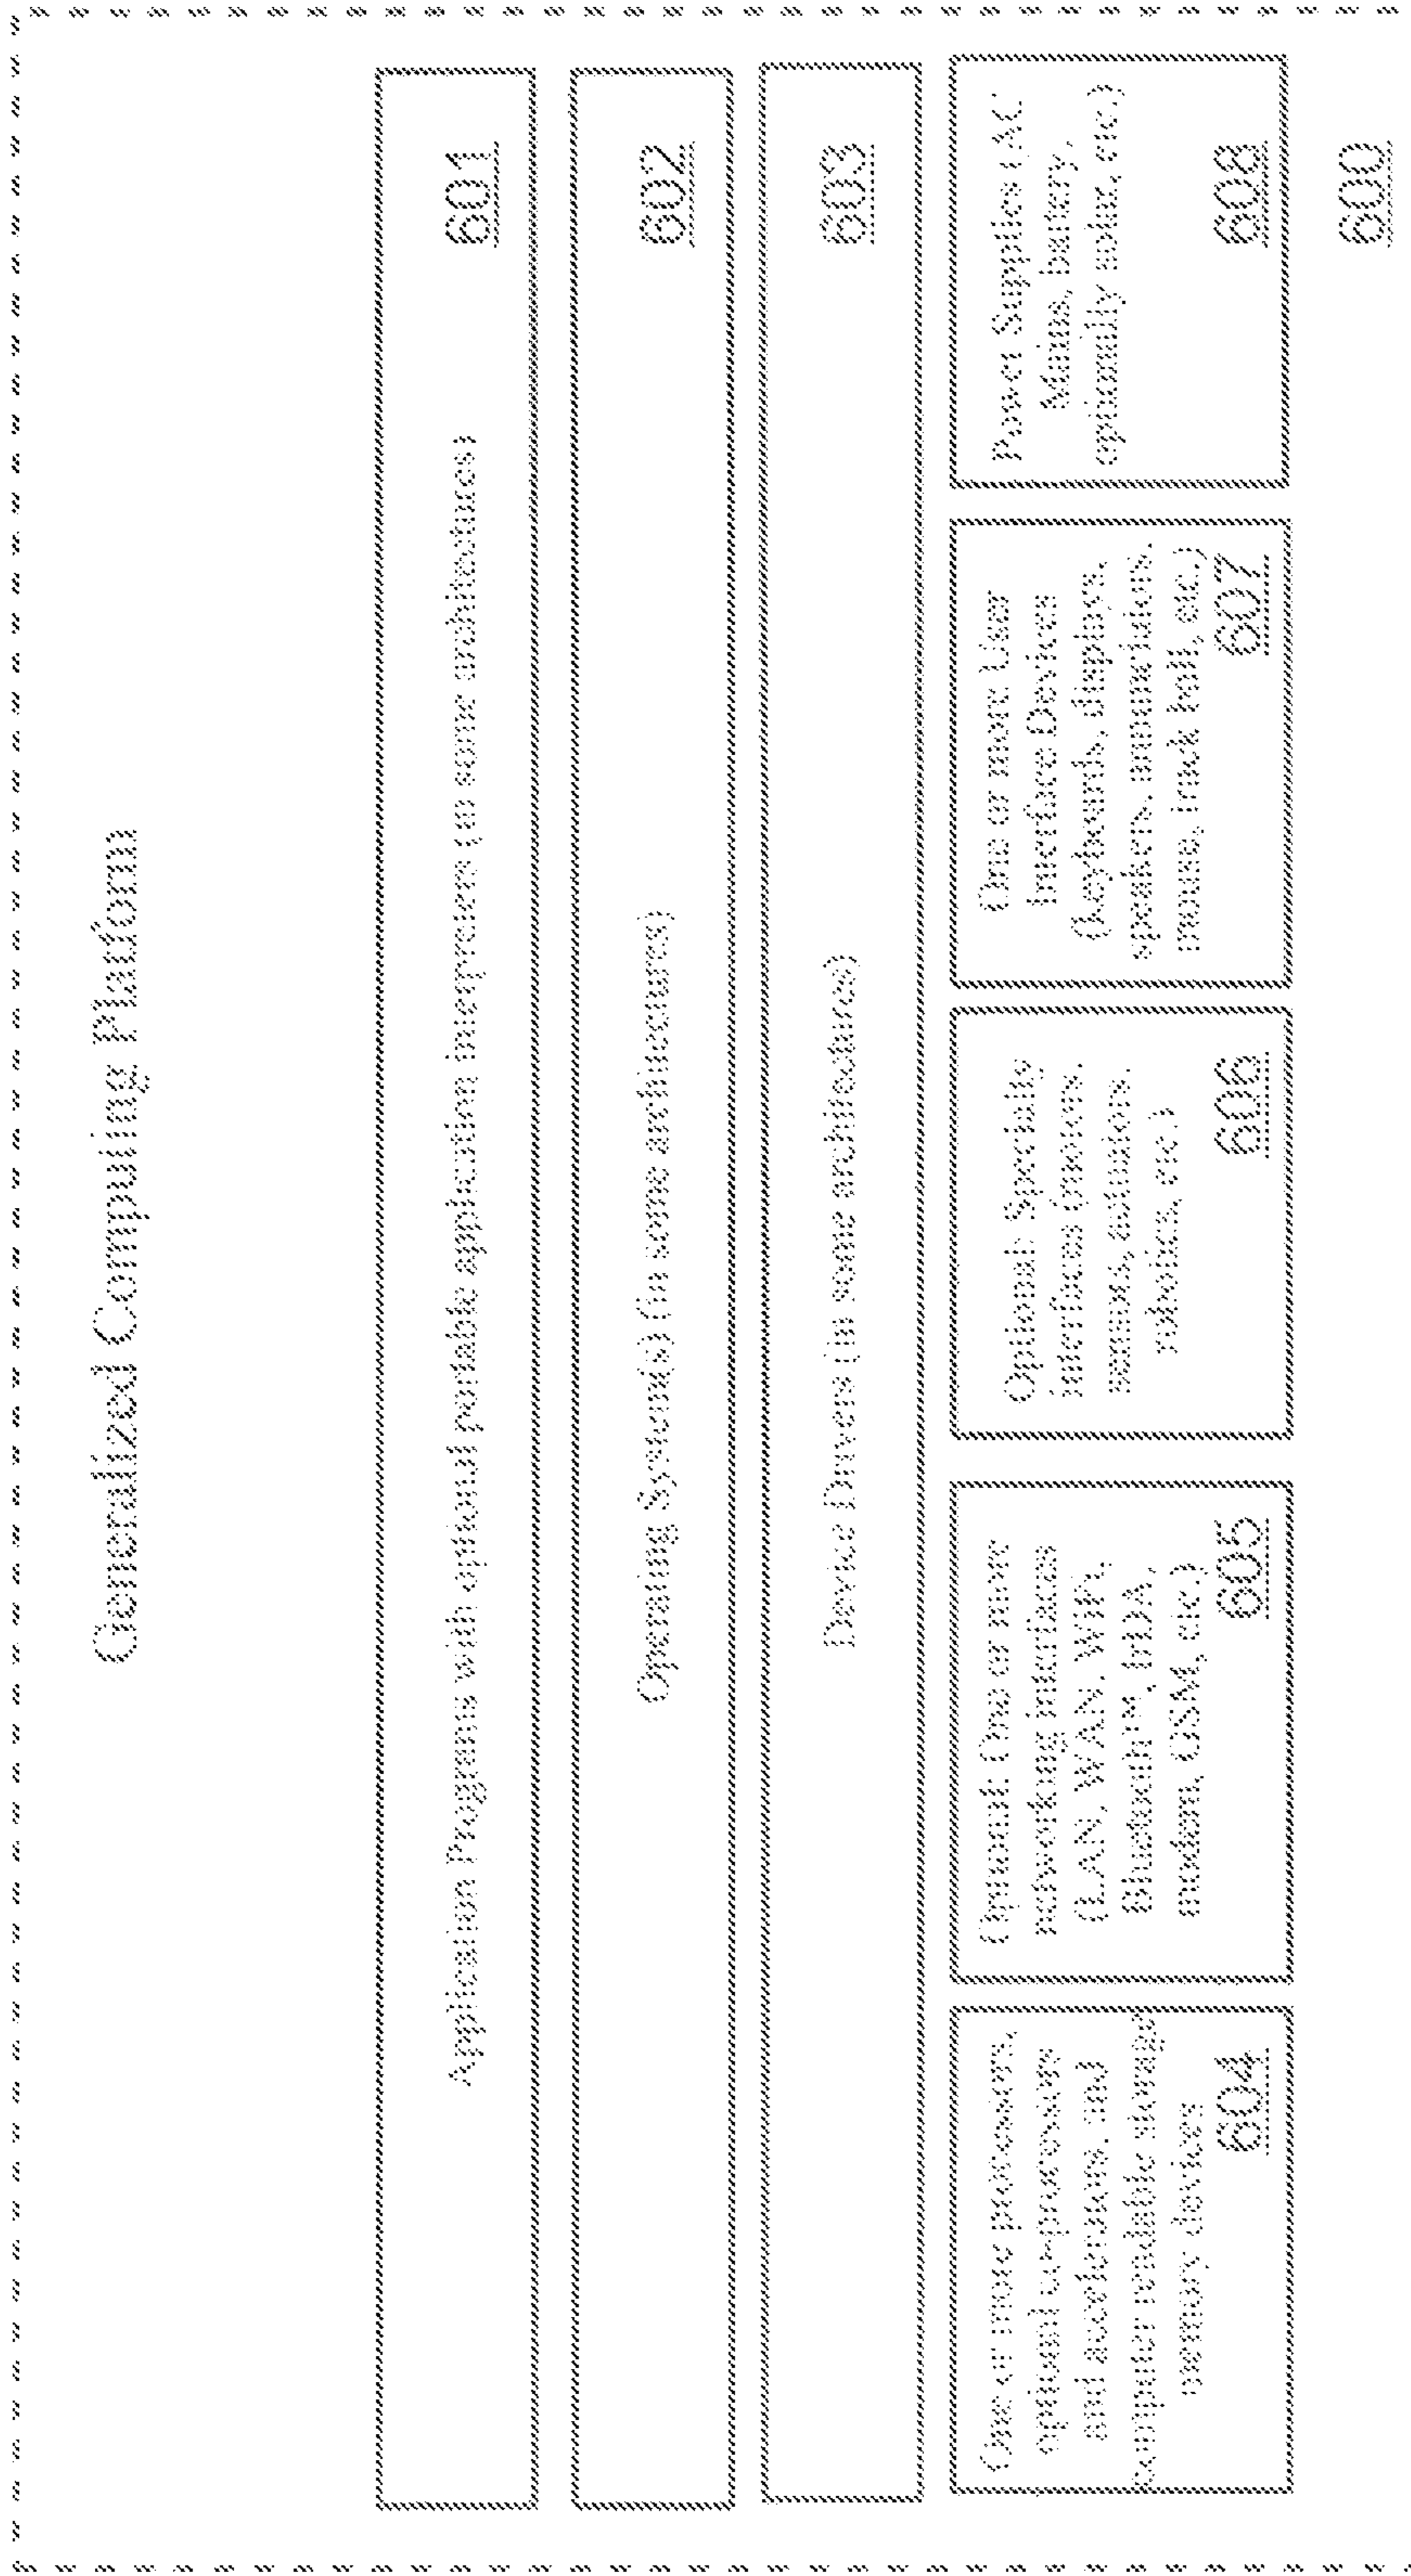 Generalized Computing Platform
Application Programs with optional portable application interpreters (in some architectures)
601
Operating System(s) (in some architectures)
602
Device Drivers (in some architectures)
603
One or more processors,
optional co-processors
and accelerators, and
computer readable storage
memory devices
604
Optional: One or more
networking interfaces
(LAN, WAN, WiFi,
Bluetooth™, IrDA,
modem, GSM, etc.)
605
Optional: Specialty
interfaces (motors,
sensors, actuators,
robotics, etc.)
606
One or more User
Interface Devices
(keyboards, displays,
speakers, annunciators,
mouse, track ball, etc.)
607
Power Supplies (AC
Mains, battery,
optionally solar, etc.)
608
600